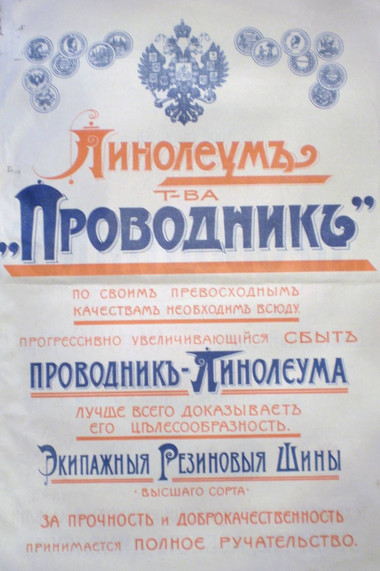 Линолеумъ
Т-ва
„Проводникъ”
по своимъ превосходнымъ
качествамъ необходимъ всюду.
Прогрессивно увеличивающiйся сбытъ
Проводникъ-Линолеума
лучше всего доказываетъ
его цѣлесообразность.
Экипажныя Резиновыя Шины
высшаго сорта
За прочность и доброкачественность
принимается полное ручательство.